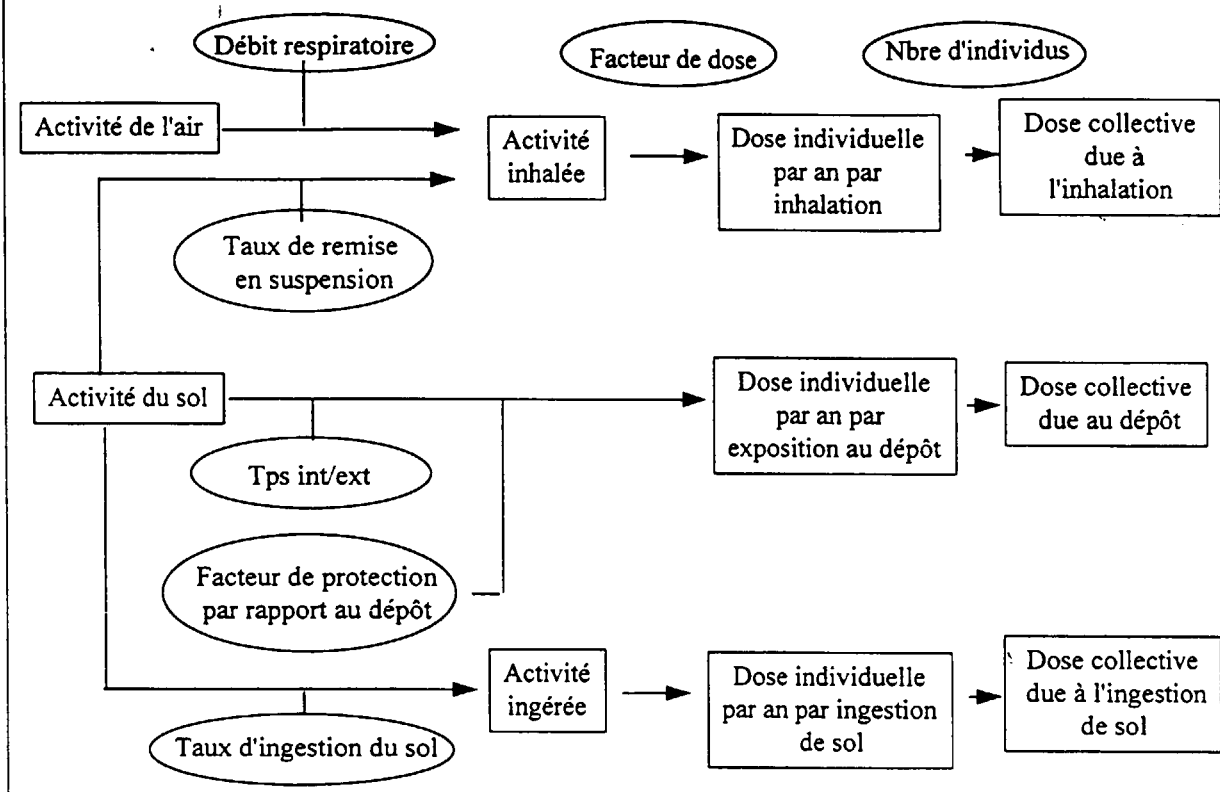 Débit respiratoire
Facteur de dose
Nbre d'individus
Activité de l'air
Activité
inhalée
Dose individuelle
par an par
inhalation
Dose collective
due à
l'inhalation
Taux de remise
en suspension
Activité du sol
Dose individuelle
par an par
exposition au dépôt
Dose collective
due au dépôt
Tps int/ext
Facteur de protection
par rapport au dépôt
Activité
ingérée
Dose individuelle
par an par ingestion
de sol
Dose collective
due à l'ingestion
de sol
Taux d'ingestion du sol